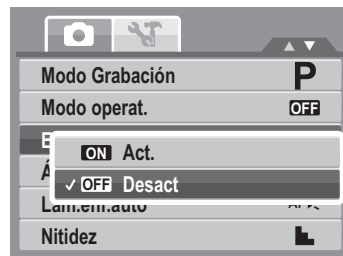 Modo Grabación P
Modo operat. OFF
ON Act.
OFF Desact
Nitidez